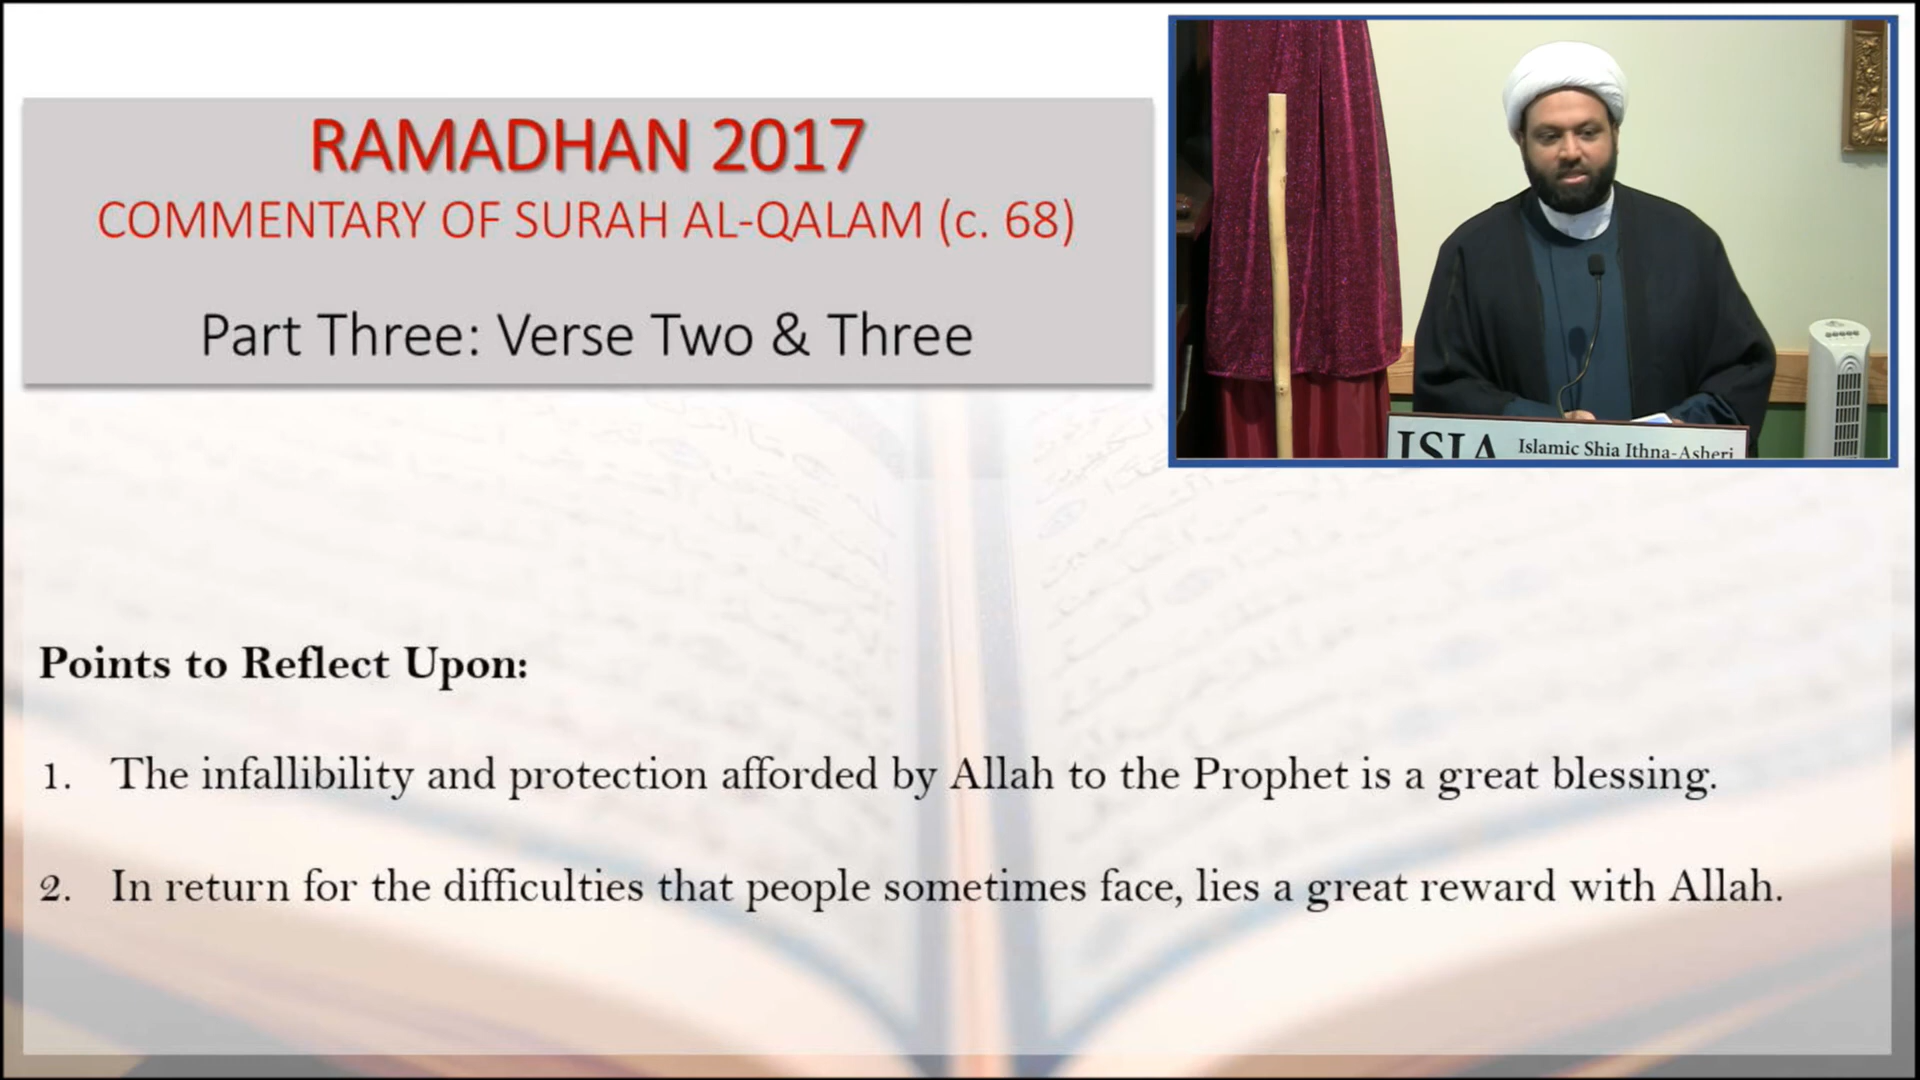 RAMADHAN 2017
COMMENTARY OF SURAH AL-QALAM (c. 68)
Part Three: Verse Two & Three
ISIA Islamic Shia Ithna-Asheri
Points to Reflect Upon:
1. The infallibility and protection afforded by Allah to the Prophet is a great blessing.
2. In return for the difficulties that people sometimes face, lies a great reward with Allah.